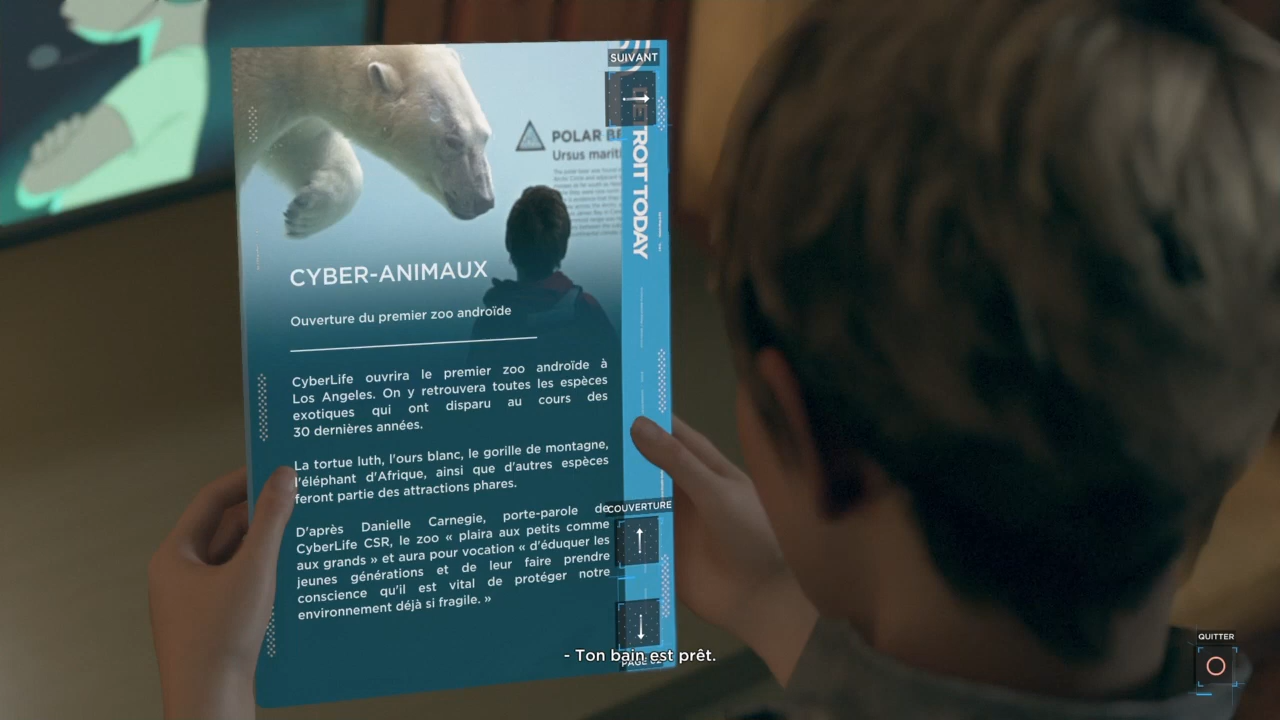 SUIVANT
POLAR
Ursus
DETROIT TODAY
CYBER-ANIMAUX
Ouverture du premier zoo androïde
CyberLife ouvrira le premier zoo androïde à
Los Angeles. On y retrouvera toutes les espèces
exotiques qui ont disparu au cours des
30 dernières années.
La tortue luth, l'ours blanc, le gorille de montagne,
l'éléphant d'Afrique, ainsi que d'autres espèces
feront partie des attractions phares.
D'après Danielle Carnegie, porte-parole de
CyberLife CSR, le zoo « plaira aux petits comme
aux grands » et aura pour vocation « d'éduquer les
jeunes générations et de leur faire prendre
conscience qu'il est vital de protéger notre
environnement déjà si fragile. »
COUVERTURE
PAGE 02
- Ton bain est prêt.
QUITTER